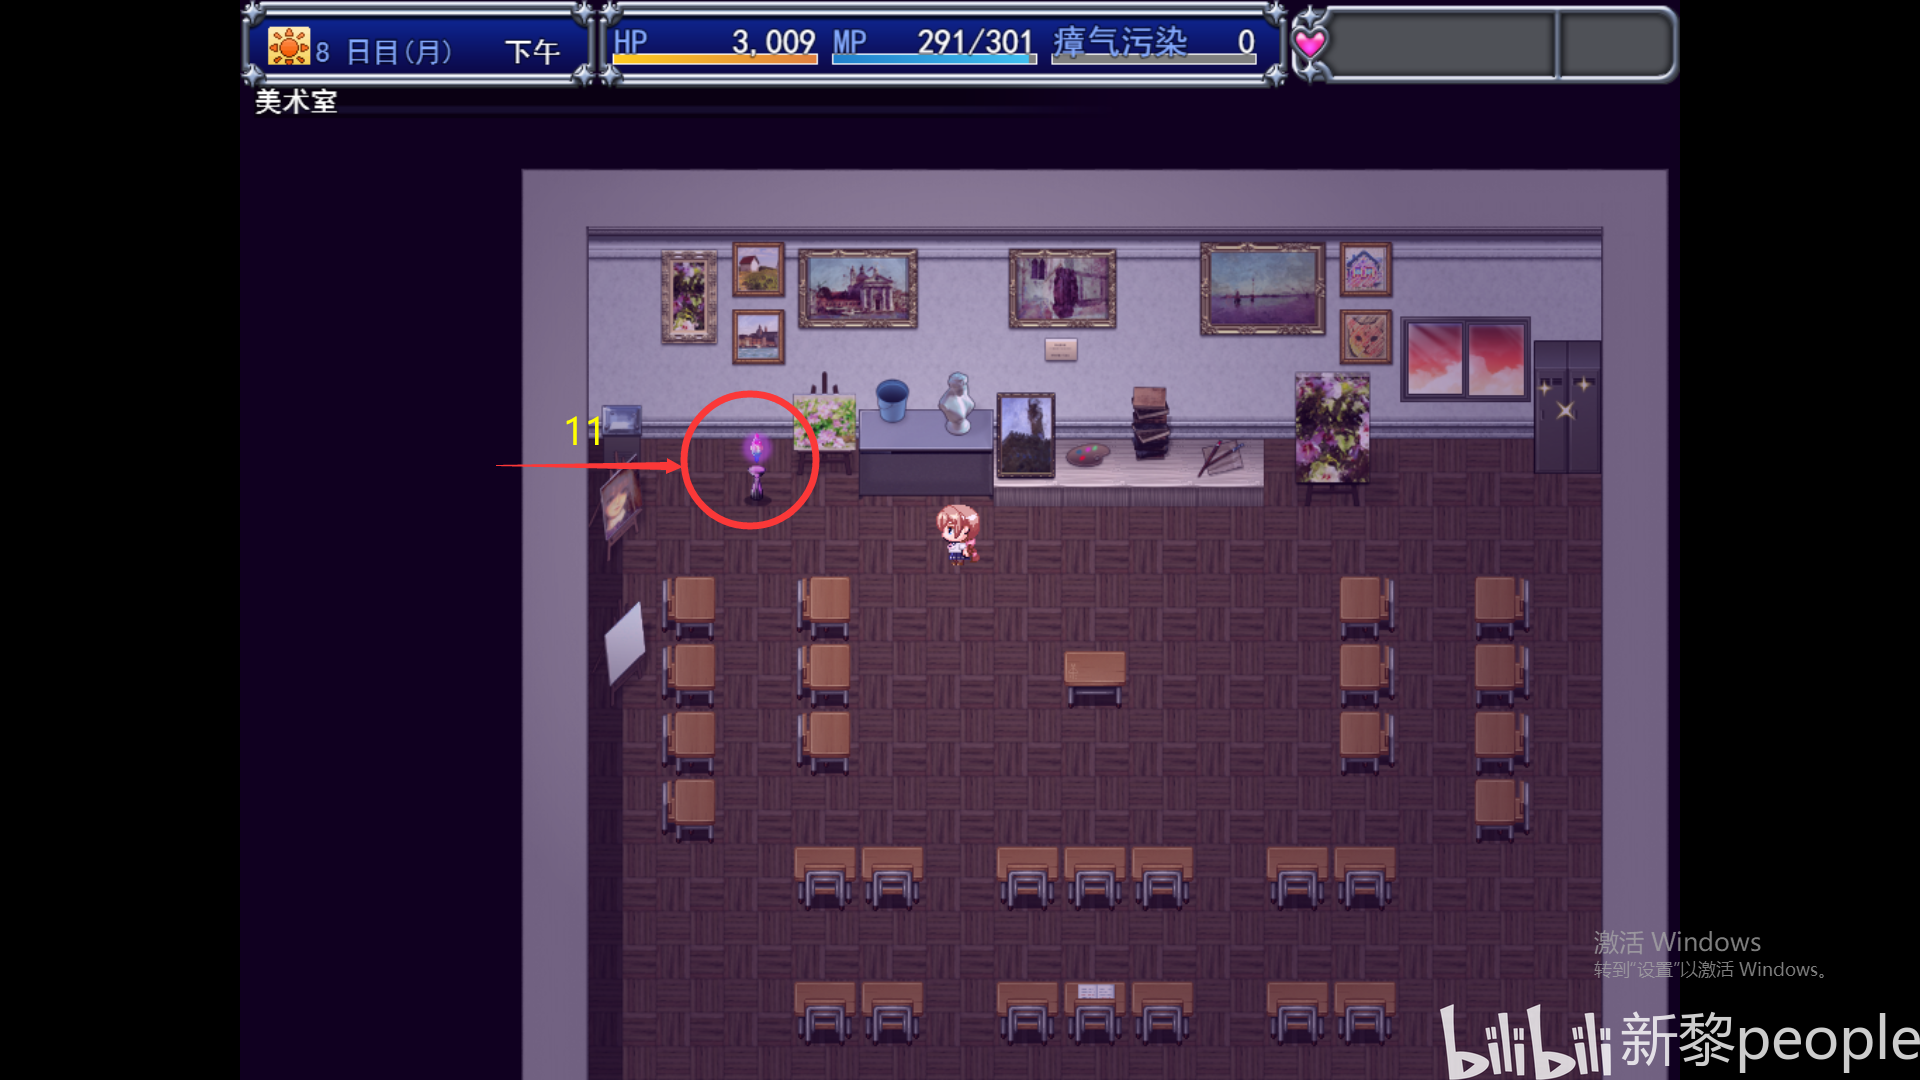 8 日目(月) 下午
HP 3,009 MP 291/301 瘴气污染 0
美术室
11
激活 Windows
转到"设置"以激活 Windows。
bilibili 新黎people